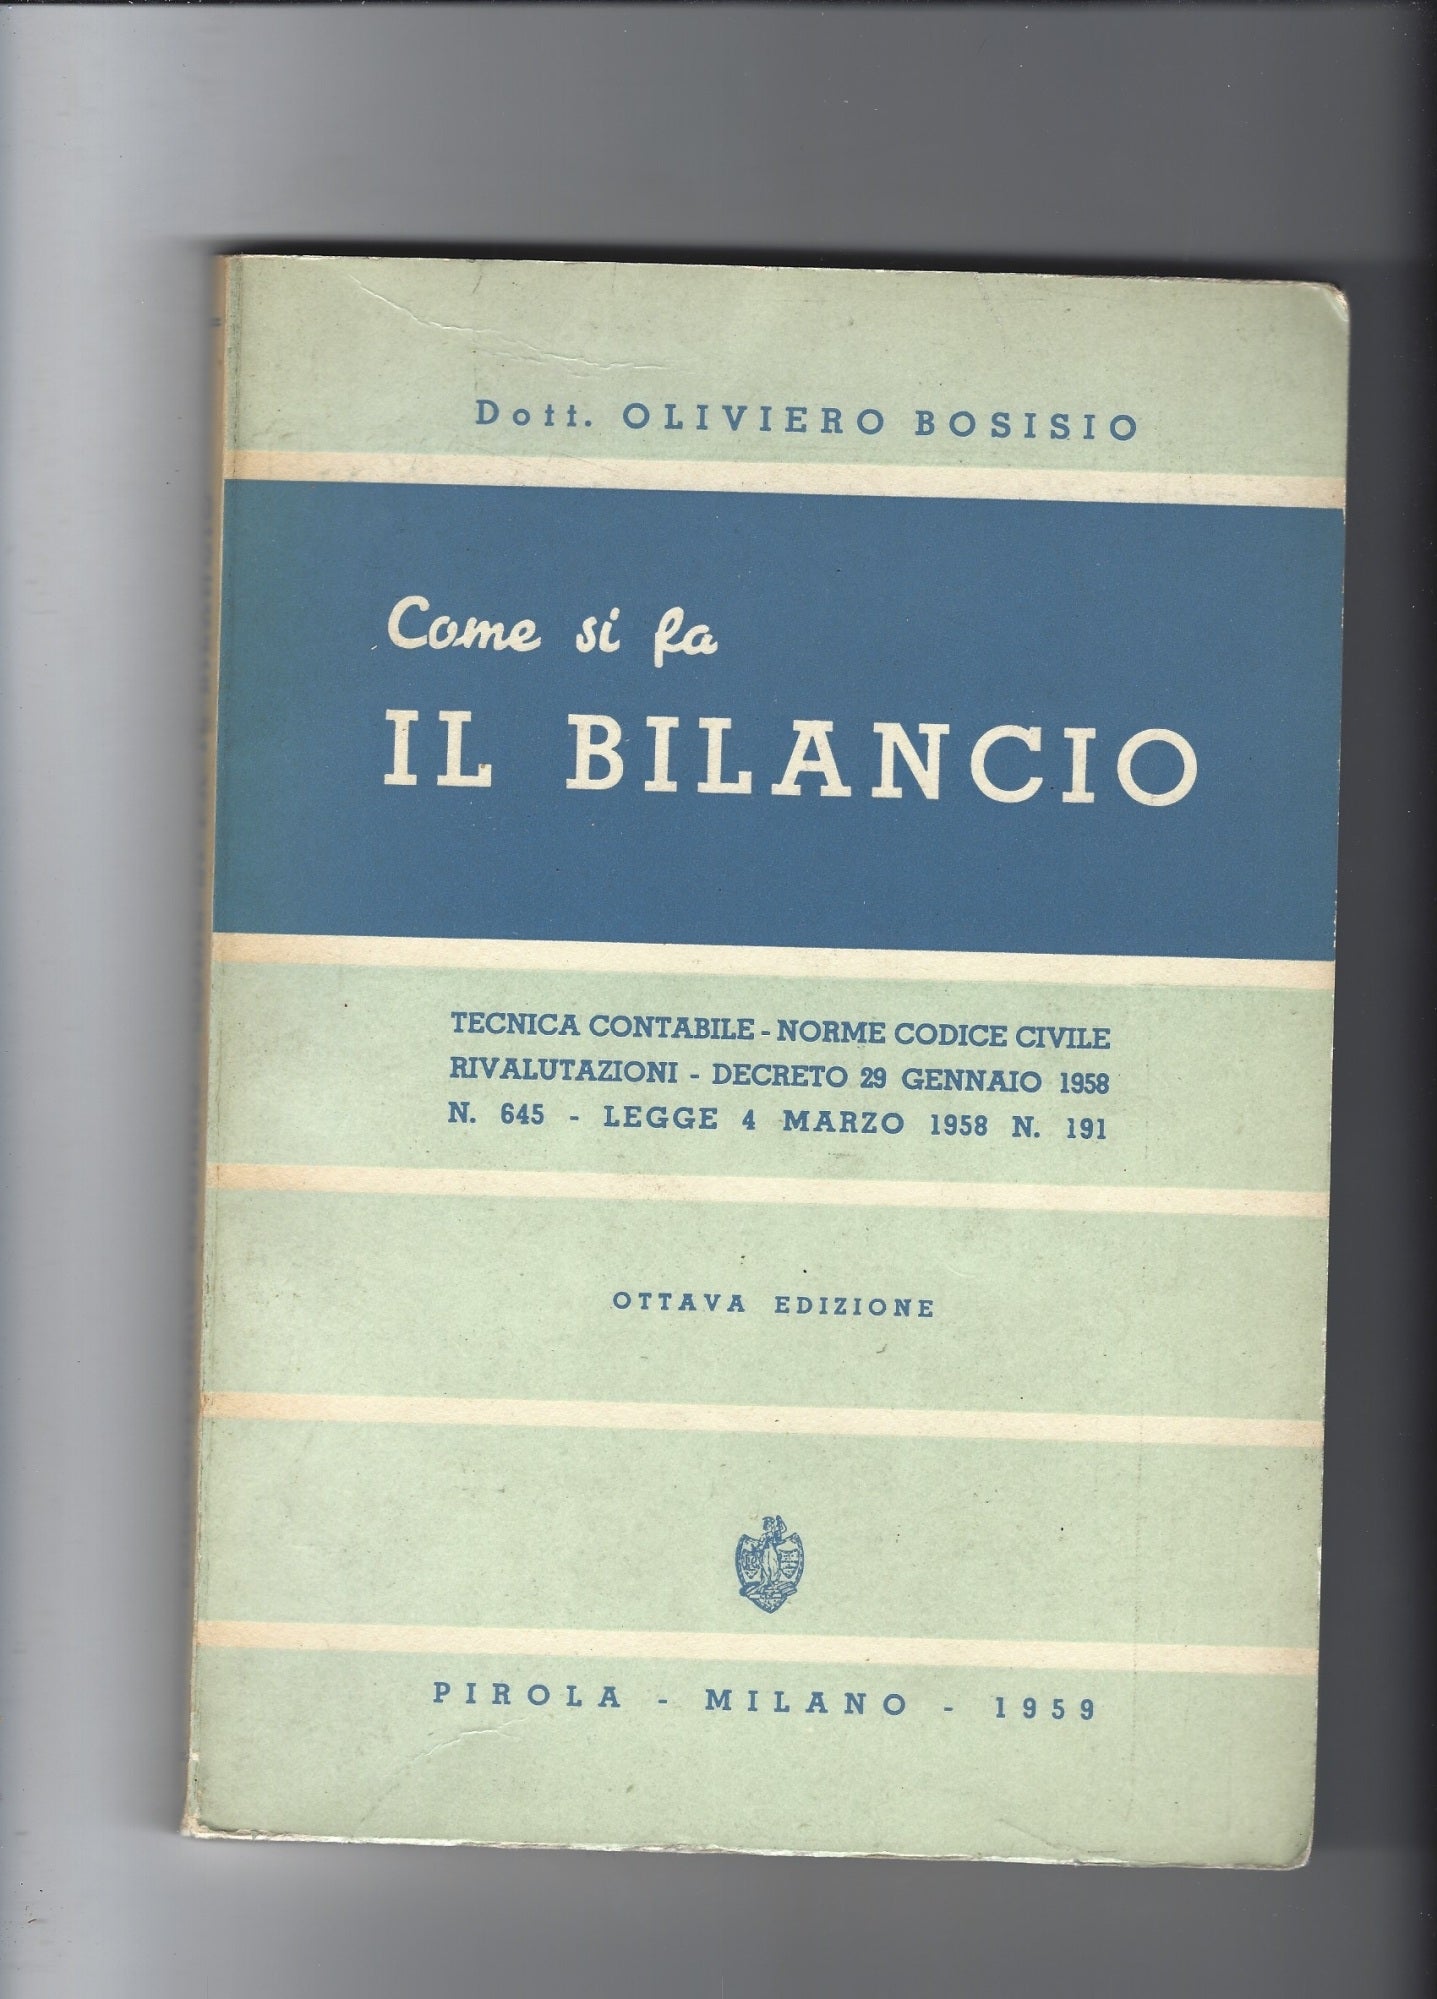 Dott. OLIVIERO BOSISIO
Come si fa
IL BILANCIO
TECNICA CONTABILE - NORME CODICE CIVILE
RIVALUTAZIONI - DECRETO 29 GENNAIO 1958
N. 645 - LEGGE 4 MARZO 1958 N. 191
OTTAVA EDIZIONE
PIROLA - MILANO - 1959